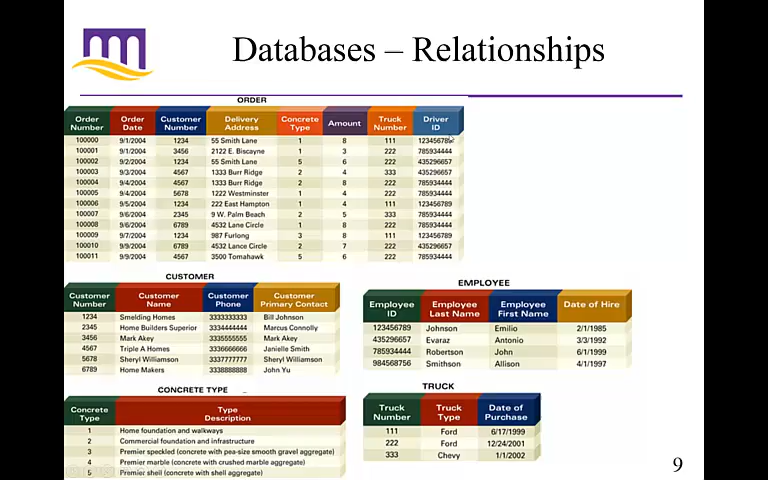 Databases – Relationships
ORDER
Order Number Order Date Customer Number Delivery Address Concrete Type Amount Truck Number Driver ID
100000 9/1/2004 1234 55 Smith Lane 1 8 111 123456789
100001 9/1/2004 3456 2122 E. Biscayne 1 3 222 785934444
100002 9/2/2004 1234 55 Smith Lane 5 6 222 435296657
100003 9/3/2004 4567 1333 Burr Ridge 2 4 333 435296657
100004 9/4/2004 4567 1333 Burr Ridge 2 8 222 785934444
100005 9/4/2004 5678 1222 Westminster 1 4 222 785934444
100006 9/5/2004 1234 222 East Hampton 1 4 111 123456789
100007 9/6/2004 2345 9 W. Palm Beach 2 5 333 785934444
100008 9/6/2004 6789 4532 Lane Circle 1 8 222 785934444
100009 9/7/2004 1234 987 Furlong 3 8 111 123456789
100010 9/9/2004 6789 4532 Lance Circle 2 7 222 435296657
100011 9/9/2004 4567 3500 Tomahawk 5 6 222 785934444
CUSTOMER
Customer Number Customer Name Customer Phone Customer Primary Contact
1234 Smelding Homes 3333333333 Bill Johnson
2345 Home Builders Superior 3334444444 Marcus Connolly
3456 Mark Akey 3335555555 Mark Akey
4567 Triple A Homes 3336666666 Janielle Smith
5678 Sheryl Williamson 3337777777 Sheryl Williamson
6789 Home Makers 3338888888 John Yu
EMPLOYEE
Employee ID Employee Last Name Employee First Name Date of Hire
123456789 Johnson Emilio 2/1/1985
435296657 Evaraz Antonio 3/3/1992
785934444 Robertson John 6/1/1999
984568756 Smithson Allison 4/1/1997
CONCRETE TYPE
Concrete Type Type Description
1 Home foundation and walkways
2 Commercial foundation and infrastructure
3 Premier speckled (concrete with pea-size smooth gravel aggregate)
4 Premier marble (concrete with crushed marble aggregate)
5 Premier shell (concrete with shell aggregate)
TRUCK
Truck Number Truck Type Date of Purchase
111 Ford 6/17/1999
222 Ford 12/24/2001
333 Chevy 1/1/2002
9